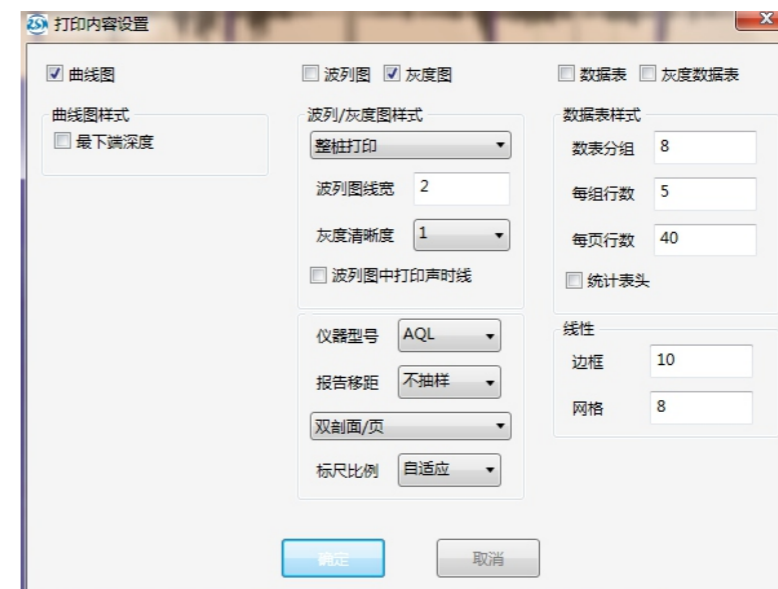 打印内容设置
曲线图
波列图 灰度图
数据表 灰度数据表
曲线图样式
最下端深度
波列/灰度图样式
整桩打印
波列图线宽 2
灰度清晰度 1
波列图中打印声时线
仪器型号 AQL
报告移距 不抽样
双剖面/页
标尺比例 自适应
数据表样式
数表分组 8
每组行数 5
每页行数 40
统计表头
线性
边框 10
网格 8
确定
取消